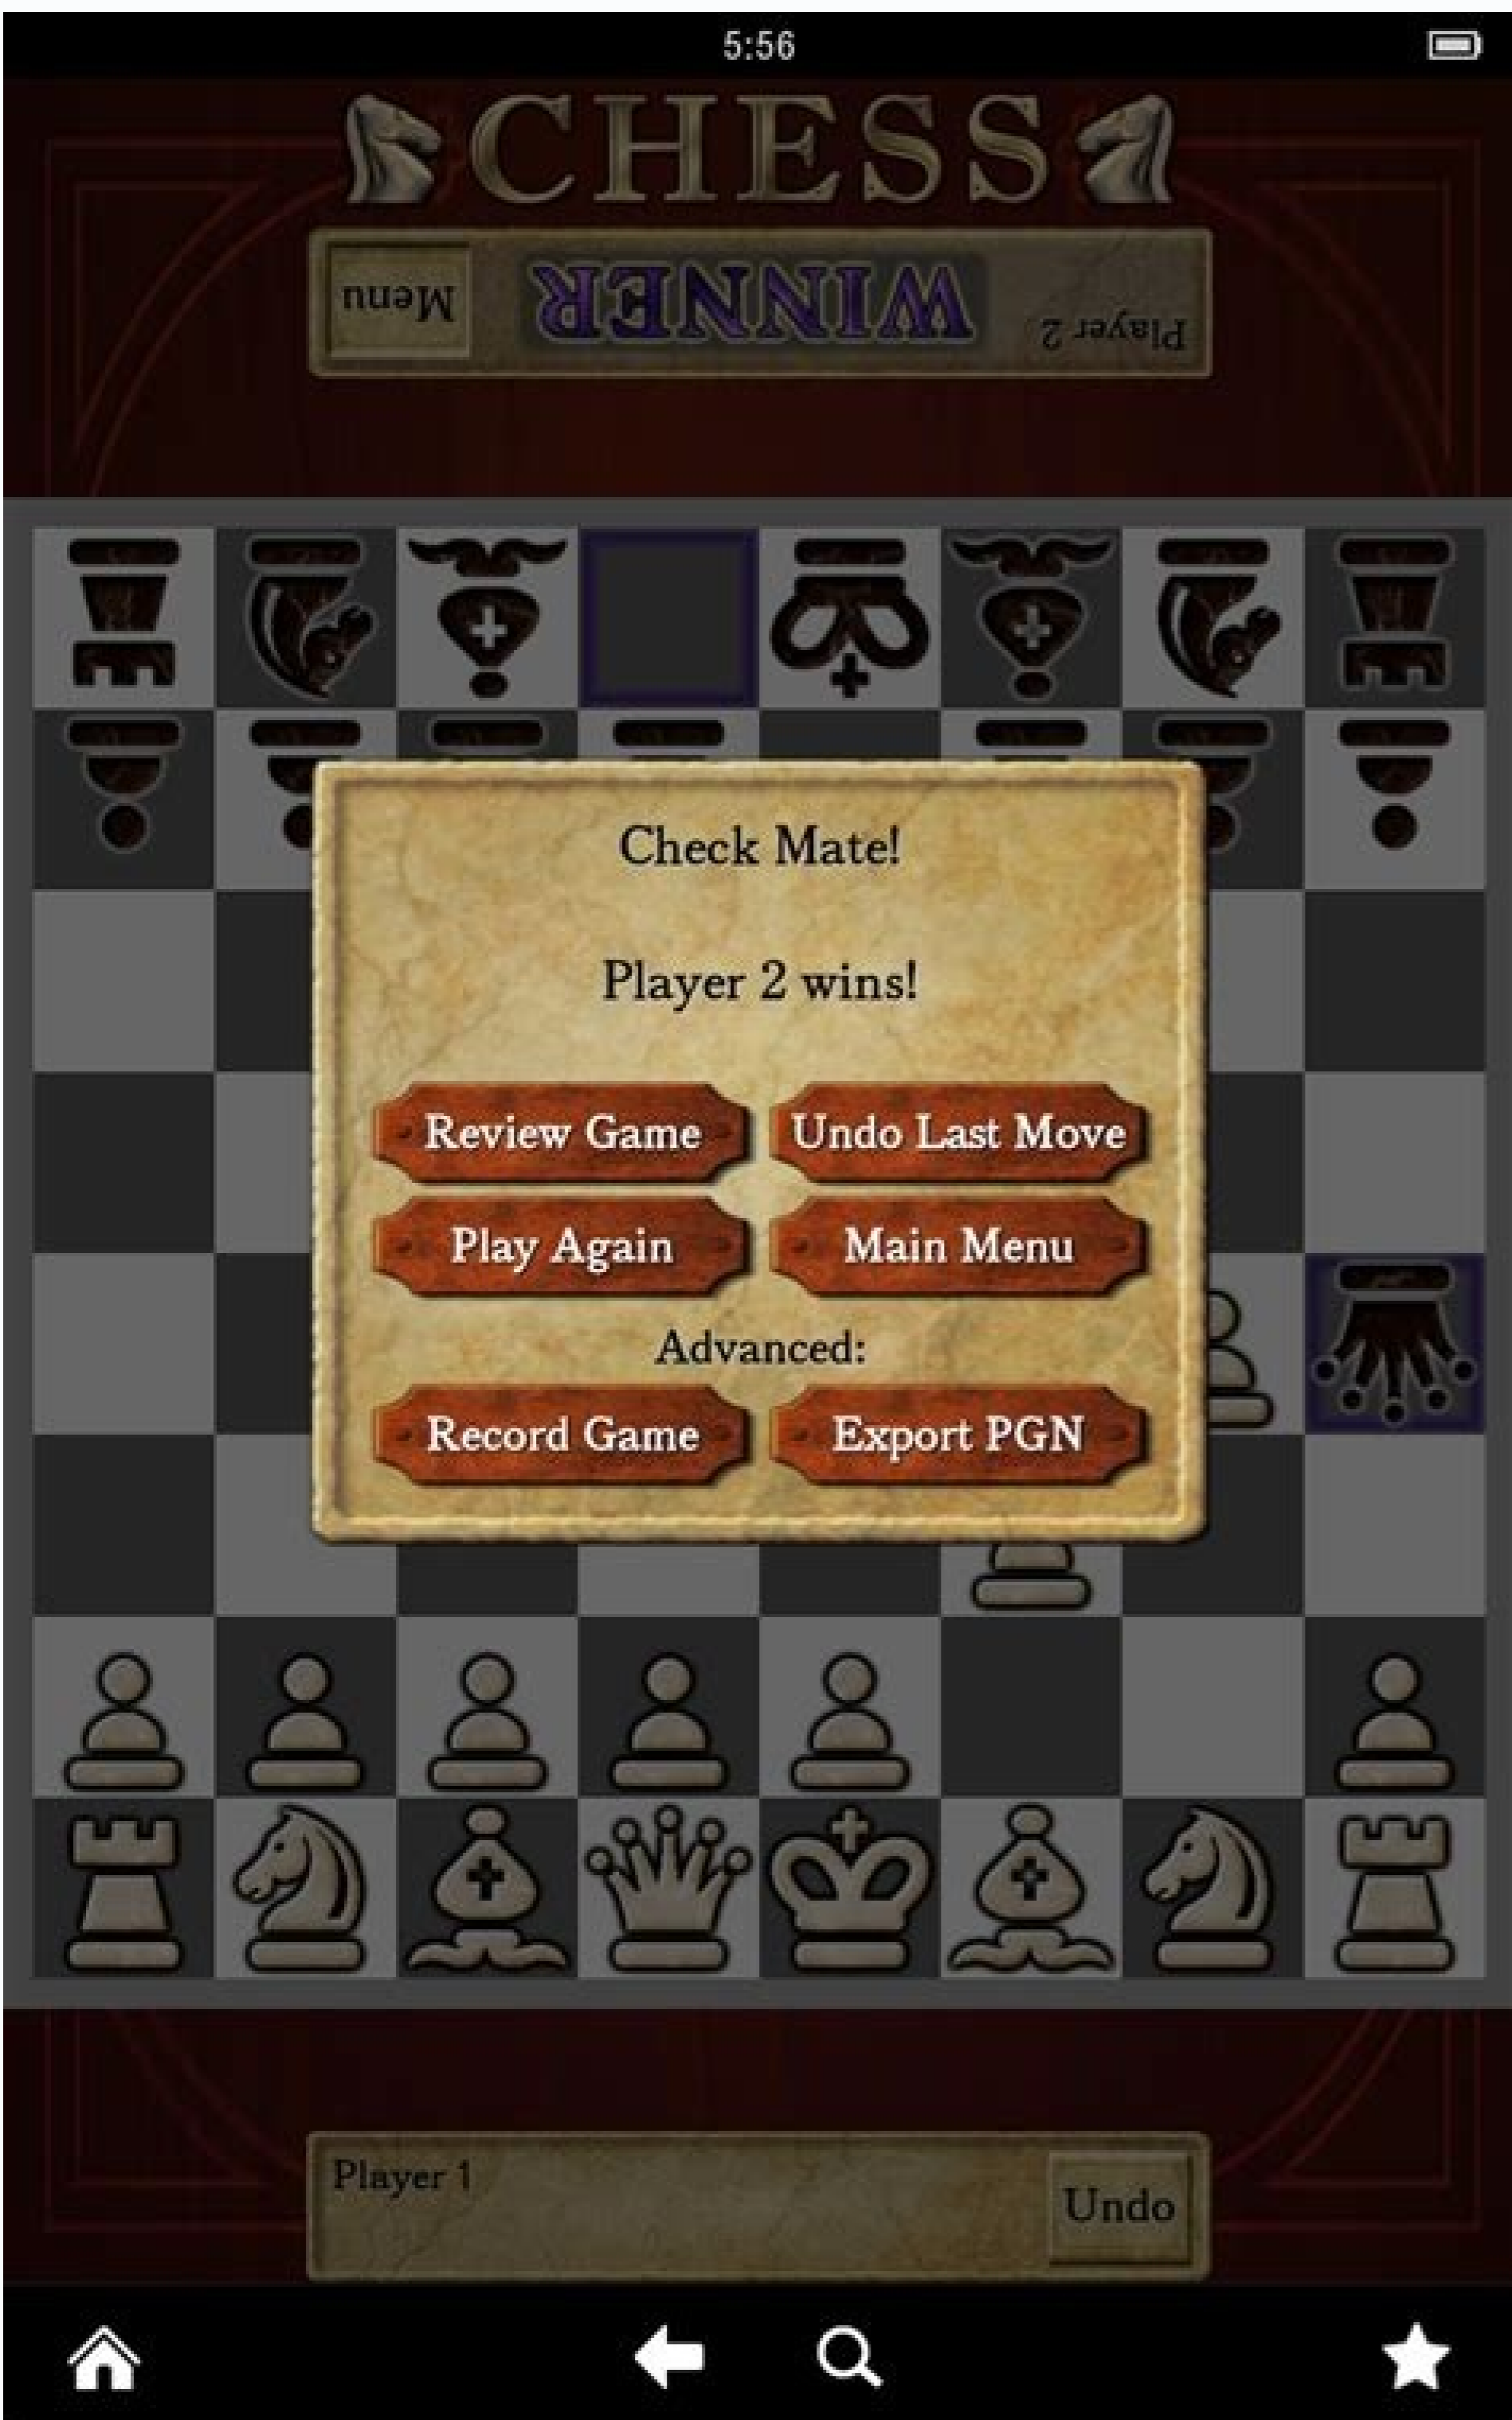 5:56
CHESS
Menu WINNER Player 2
Check Mate!
Player 2 wins!
Review Game Undo Last Move
Play Again Main Menu
Advanced:
Record Game Export PGN
Player 1
Undo